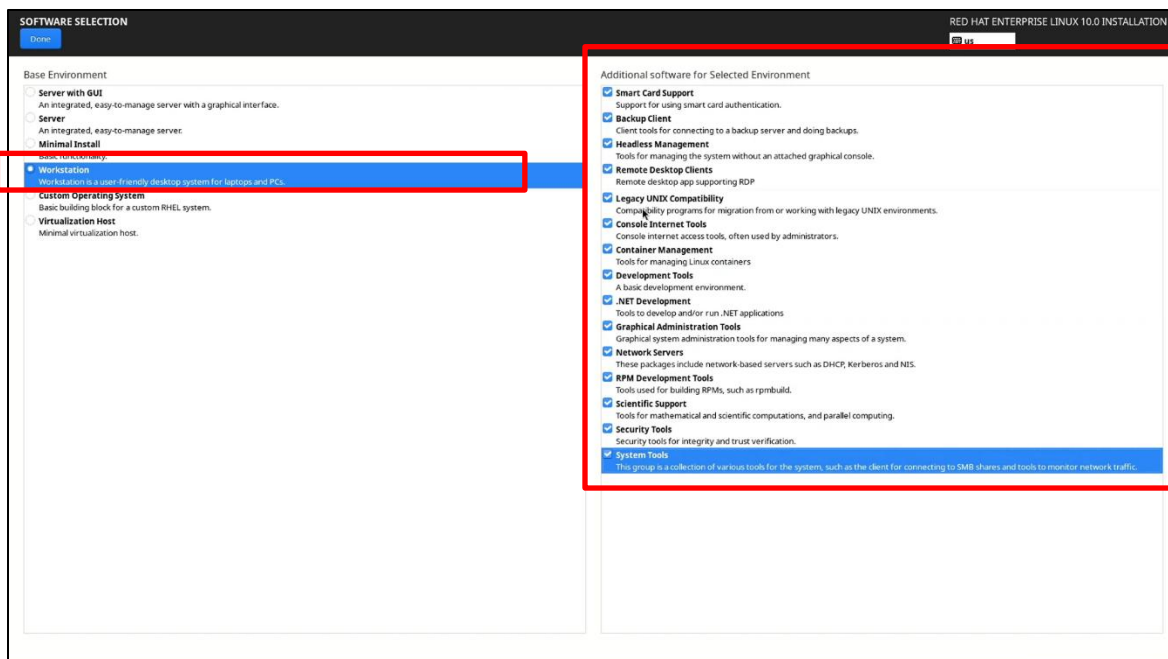 SOFTWARE SELECTION
RED HAT ENTERPRISE LINUX 10.0 INSTALLATION
Done
us
Base Environment
Server with GUI
An integrated, easy-to-manage server with a graphical interface.
Server
An integrated, easy-to-manage server.
Minimal Install
Basic functionality.
Workstation
Workstation is a user-friendly desktop system for laptops and PCs.
Custom Operating System
Basic building block for a custom RHEL system.
Virtualization Host
Minimal virtualization host.
Additional software for Selected Environment
Smart Card Support
Support for using smart card authentication.
Backup Client
Client tools for connecting to a backup server and doing backups.
Headless Management
Tools for managing the system without an attached graphical console.
Remote Desktop Clients
Remote desktop app supporting RDP
Legacy UNIX Compatibility
Compatibility programs for migration from or working with legacy UNIX environments.
Console Internet Tools
Console internet access tools, often used by administrators.
Container Management
Tools for managing Linux containers
Development Tools
A basic development environment.
.NET Development
Tools to develop and/or run .NET applications
Graphical Administration Tools
Graphical system administration tools for managing many aspects of a system.
Network Servers
These packages include network-based servers such as DHCP, Kerberos and NIS.
RPM Development Tools
Tools used for building RPMs, such as rpmbuild.
Scientific Support
Tools for mathematical and scientific computations, and parallel computing.
Security Tools
Security tools for integrity and trust verification.
System Tools
This group is a collection of various tools for the system, such as the client for connecting to SMB shares and tools to monitor network traffic.